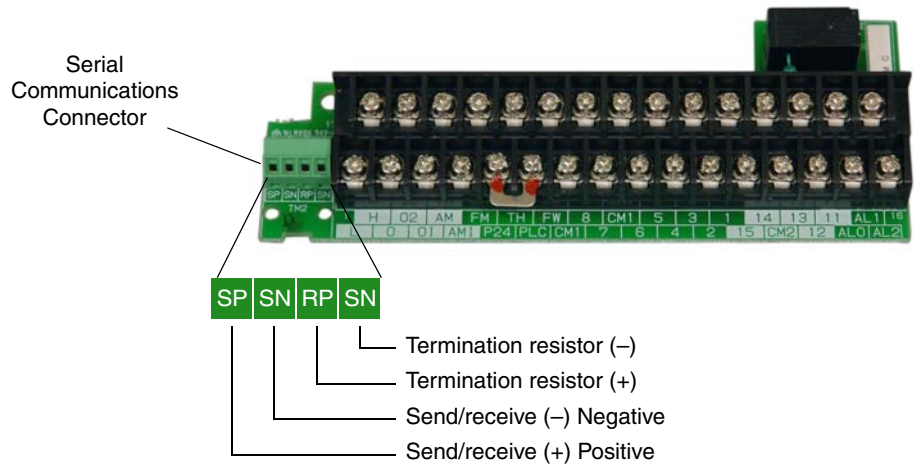 Serial
Communications
Connector
SP SN RP SN
TM2
H O2 AM FM TH FW 8 CM1 5 3 1 14 13 11 AL1 16
L O OI AMI P24 PLC CM1 7 6 4 2 15 CM2 12 AL0 AL2
SP SN RP SN
Termination resistor (–)
Termination resistor (+)
Send/receive (–) Negative
Send/receive (+) Positive